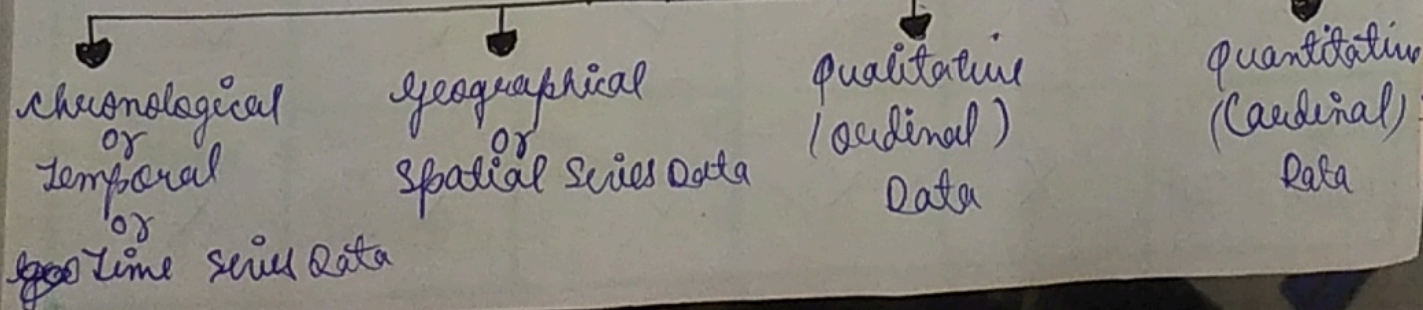 Chronological
or
Temporal
or
Time Series Data
Geographical
or
Spatial Series Data
Qualitative
(Ordinal)
Data
Quantitative
(Cardinal)
Data